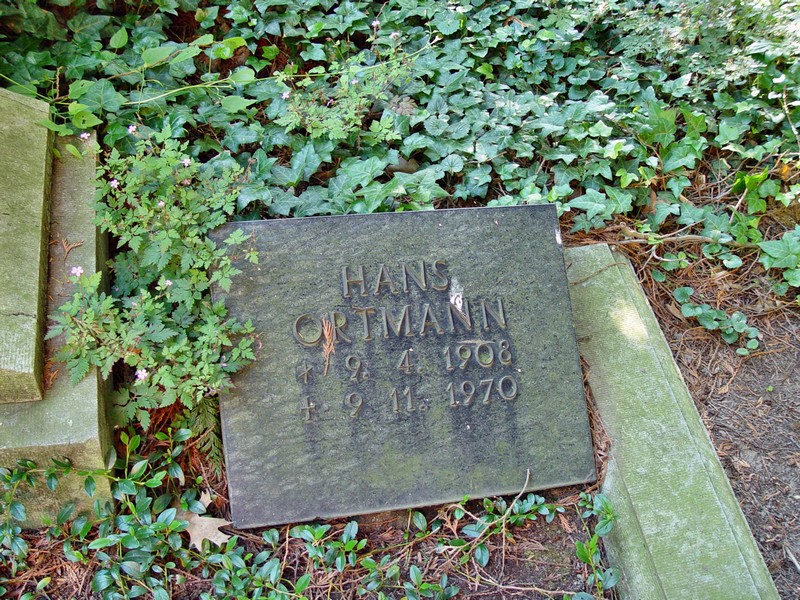 HANS
ORTMANN
* 9. 4. 1908
+ 9. 11. 1970